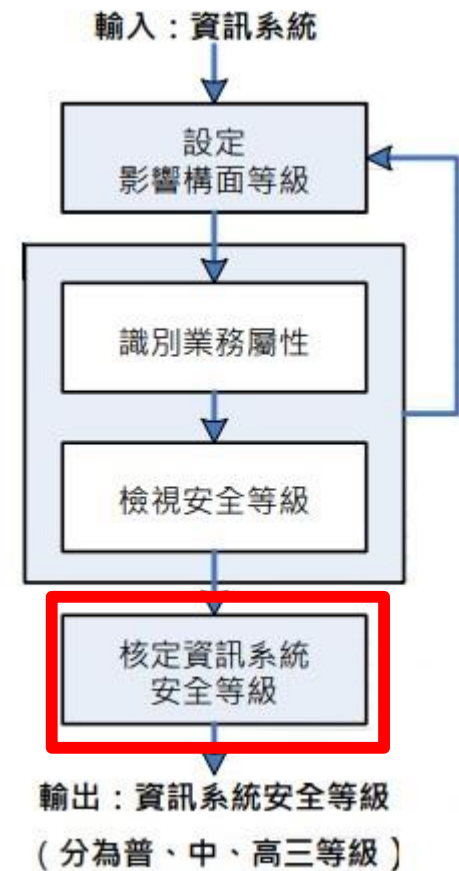 輸入：資訊系統
設定
影響構面等級
識別業務屬性
檢視安全等級
核定資訊系統
安全等級
輸出：資訊系統安全等級
（分為普、中、高三等級）